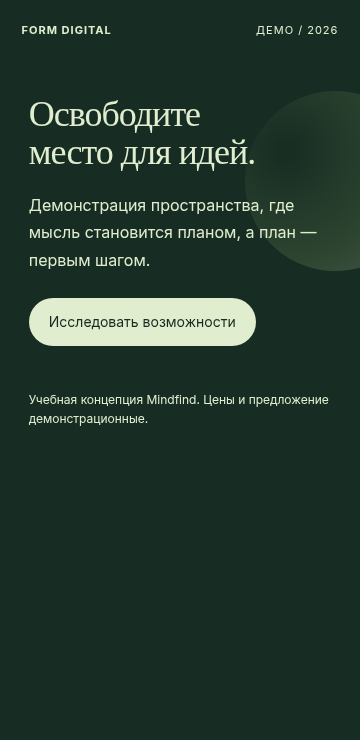 FORM DIGITAL
ДЕМО / 2026
Освободите
место для идей.
Демонстрация пространства, где
мысль становится планом, а план —
первым шагом.
Исследовать возможности
Учебная концепция Mindfind. Цены и предложение
демонстрационные.